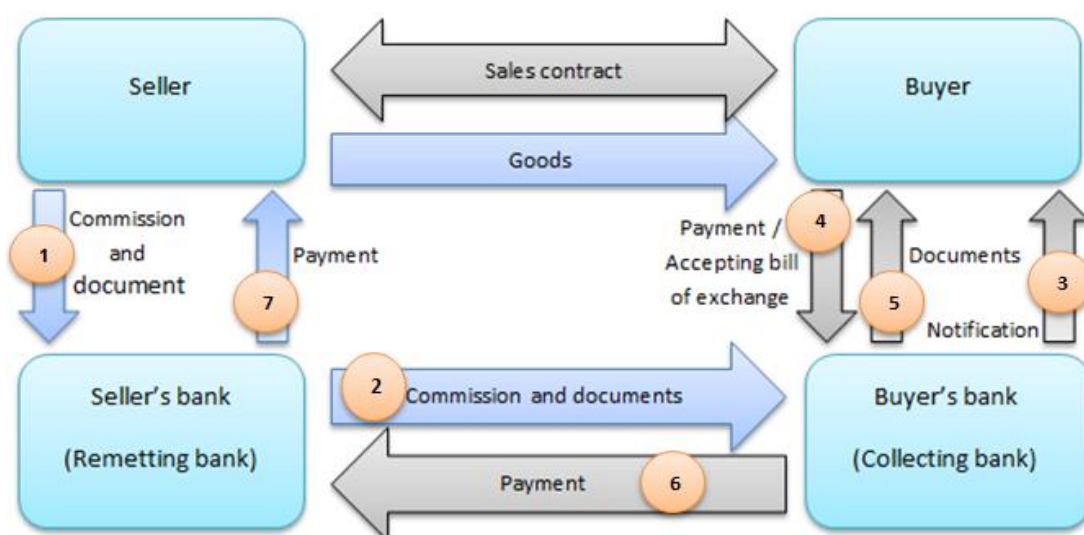 Seller
Sales contract
Buyer
Goods
1
Commission
and
document
7
Payment
Payment /
Accepting bill
of exchange
4
5
Documents
3
Notification
Seller's bank
(Remetting bank)
2
Commission and documents
Payment
6
Buyer's bank
(Collecting bank)